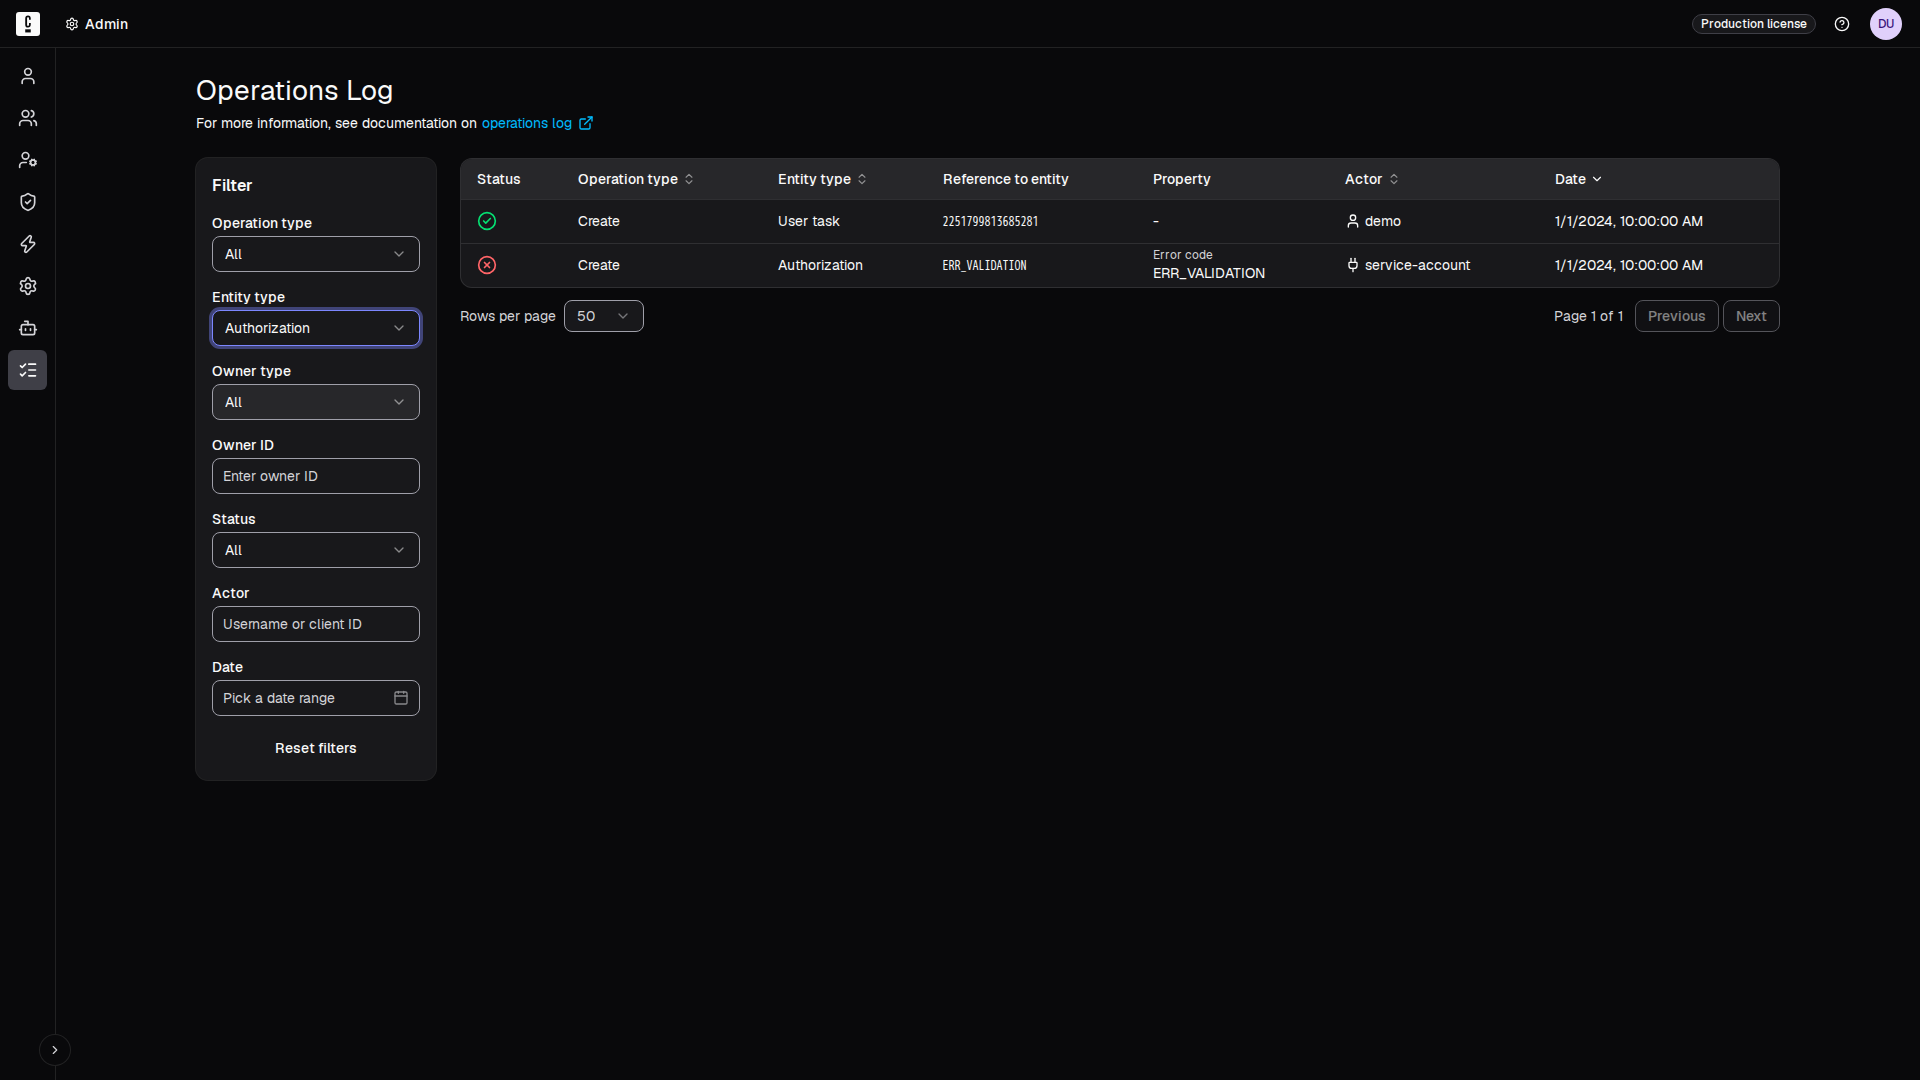 Admin
Production license
DU
Operations Log
For more information, see documentation on operations log
Filter
Operation type
All
Entity type
Authorization
Owner type
All
Owner ID
Enter owner ID
Status
All
Actor
Username or client ID
Date
Pick a date range
Reset filters
Status Operation type Entity type Reference to entity Property Actor Date
Create User task 2251799813685281 - demo 1/1/2024, 10:00:00 AM
Create Authorization ERR_VALIDATION Error code ERR_VALIDATION service-account 1/1/2024, 10:00:00 AM
Rows per page 50 Page 1 of 1 Previous Next